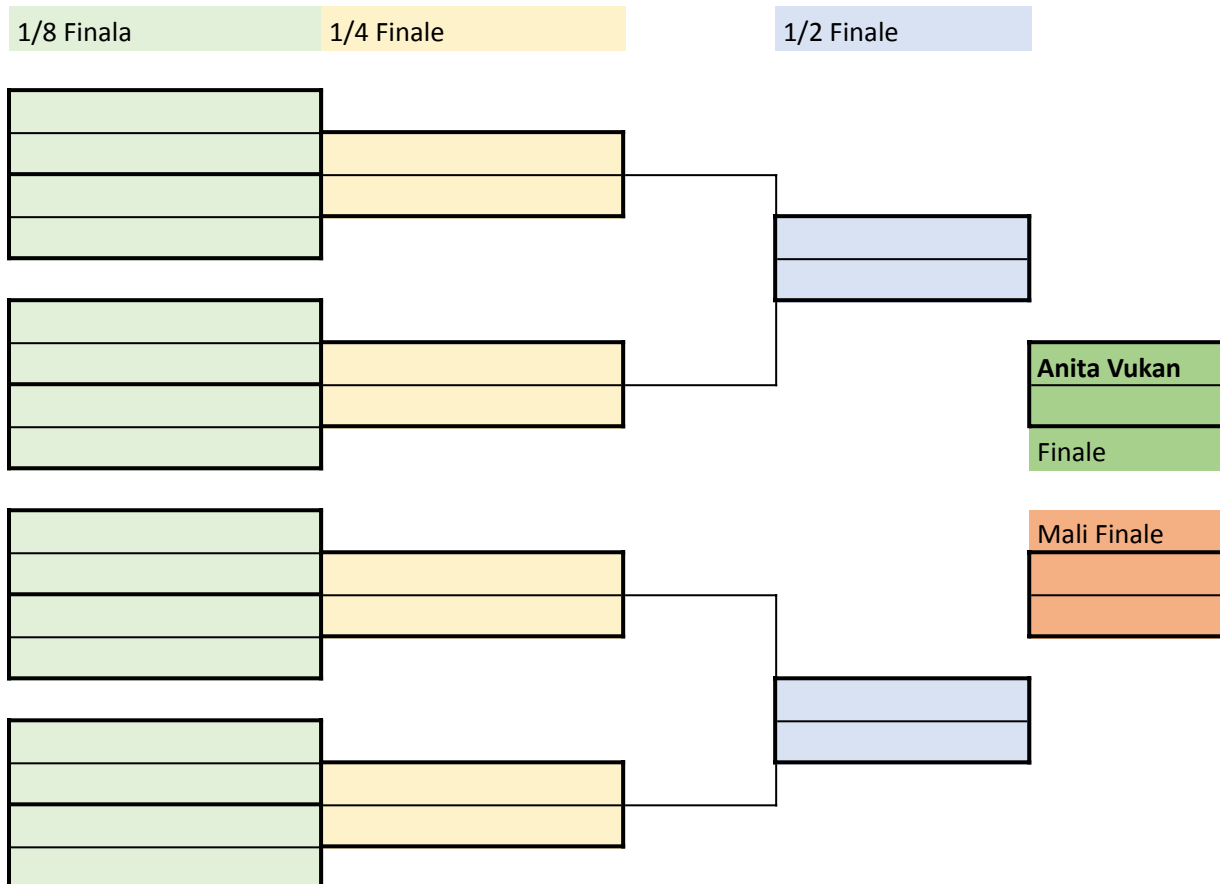 1/8 Finala
1/4 Finale
1/2 Finale
Anita Vukan
Finale
Mali Finale